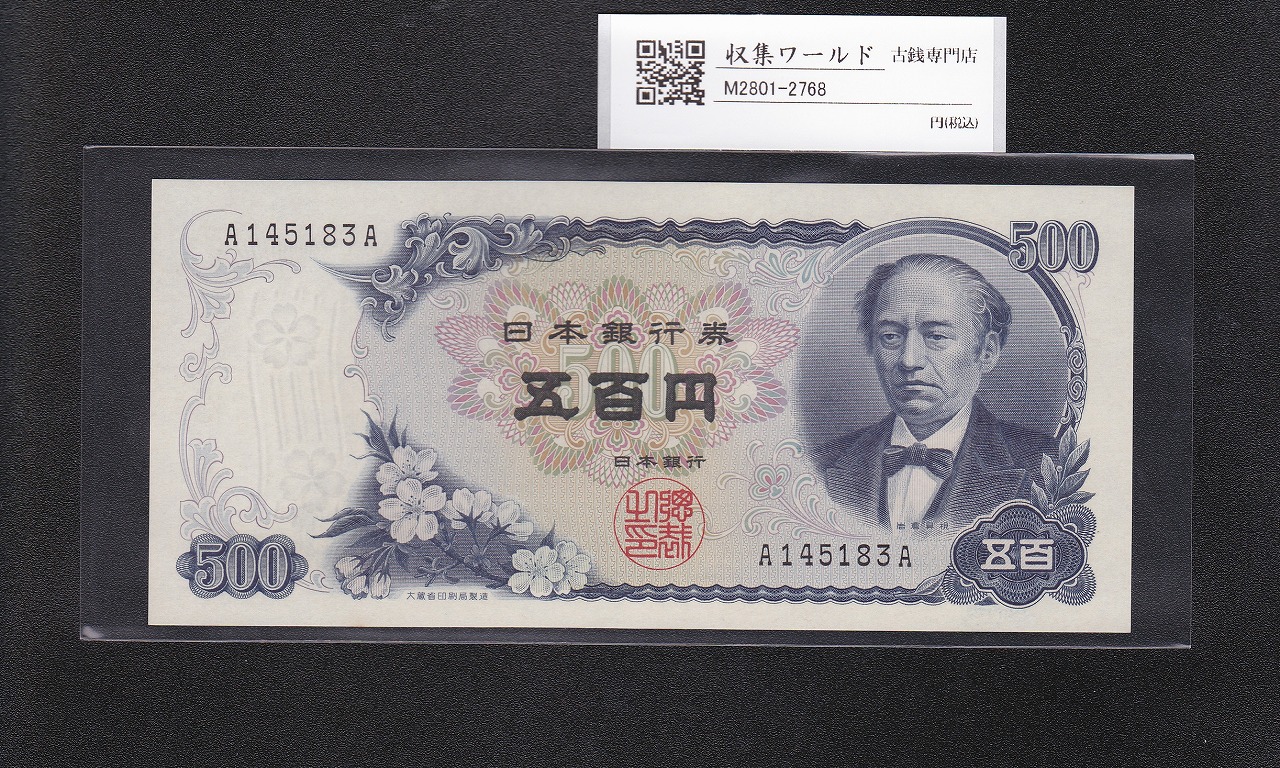 収集ワールド 古銭専門店
M2801-2768
円(税込)
A145183A
500
日本銀行券
500
五百円
日本銀行
A145183A
500
五百
大蔵省印刷局製造